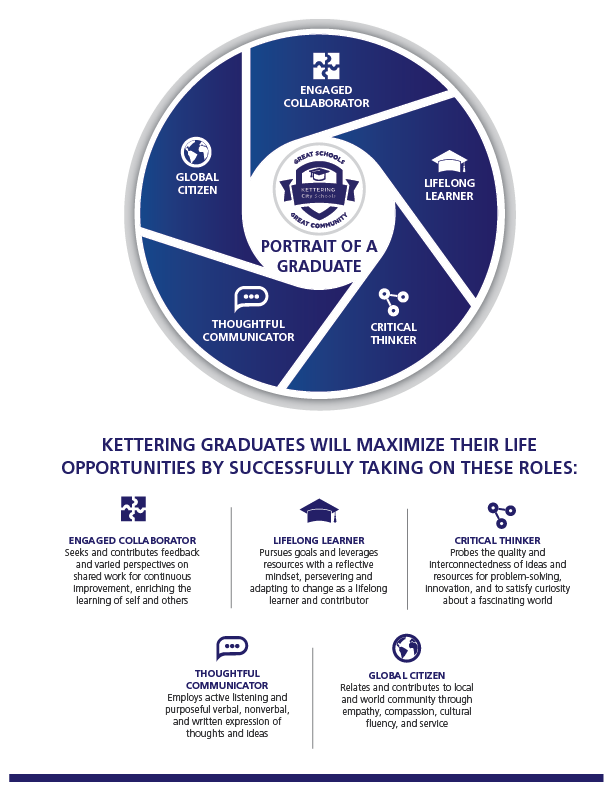 ENGAGED
COLLABORATOR
GLOBAL
CITIZEN
LIFELONG
LEARNER
GREAT SCHOOLS
KETTERING
City Schools
GREAT COMMUNITY
PORTRAIT OF A
GRADUATE
THOUGHTFUL
COMMUNICATOR
CRITICAL
THINKER
KETTERING GRADUATES WILL MAXIMIZE THEIR LIFE
OPPORTUNITIES BY SUCCESSFULLY TAKING ON THESE ROLES:
ENGAGED COLLABORATOR
Seeks and contributes feedback
and varied perspectives on
shared work for continuous
improvement, enriching the
learning of self and others
LIFELONG LEARNER
Pursues goals and leverages
resources with a reflective
mindset, persevering and
adapting to change as a lifelong
learner and contributor
CRITICAL THINKER
Probes the quality and
interconnectedness of ideas and
resources for problem-solving,
innovation, and to satisfy curiosity
about a fascinating world
THOUGHTFUL
COMMUNICATOR
Employs active listening and
purposeful verbal, nonverbal,
and written expression of
thoughts and ideas
GLOBAL CITIZEN
Relates and contributes to local
and world community through
empathy, compassion, cultural
fluency, and service